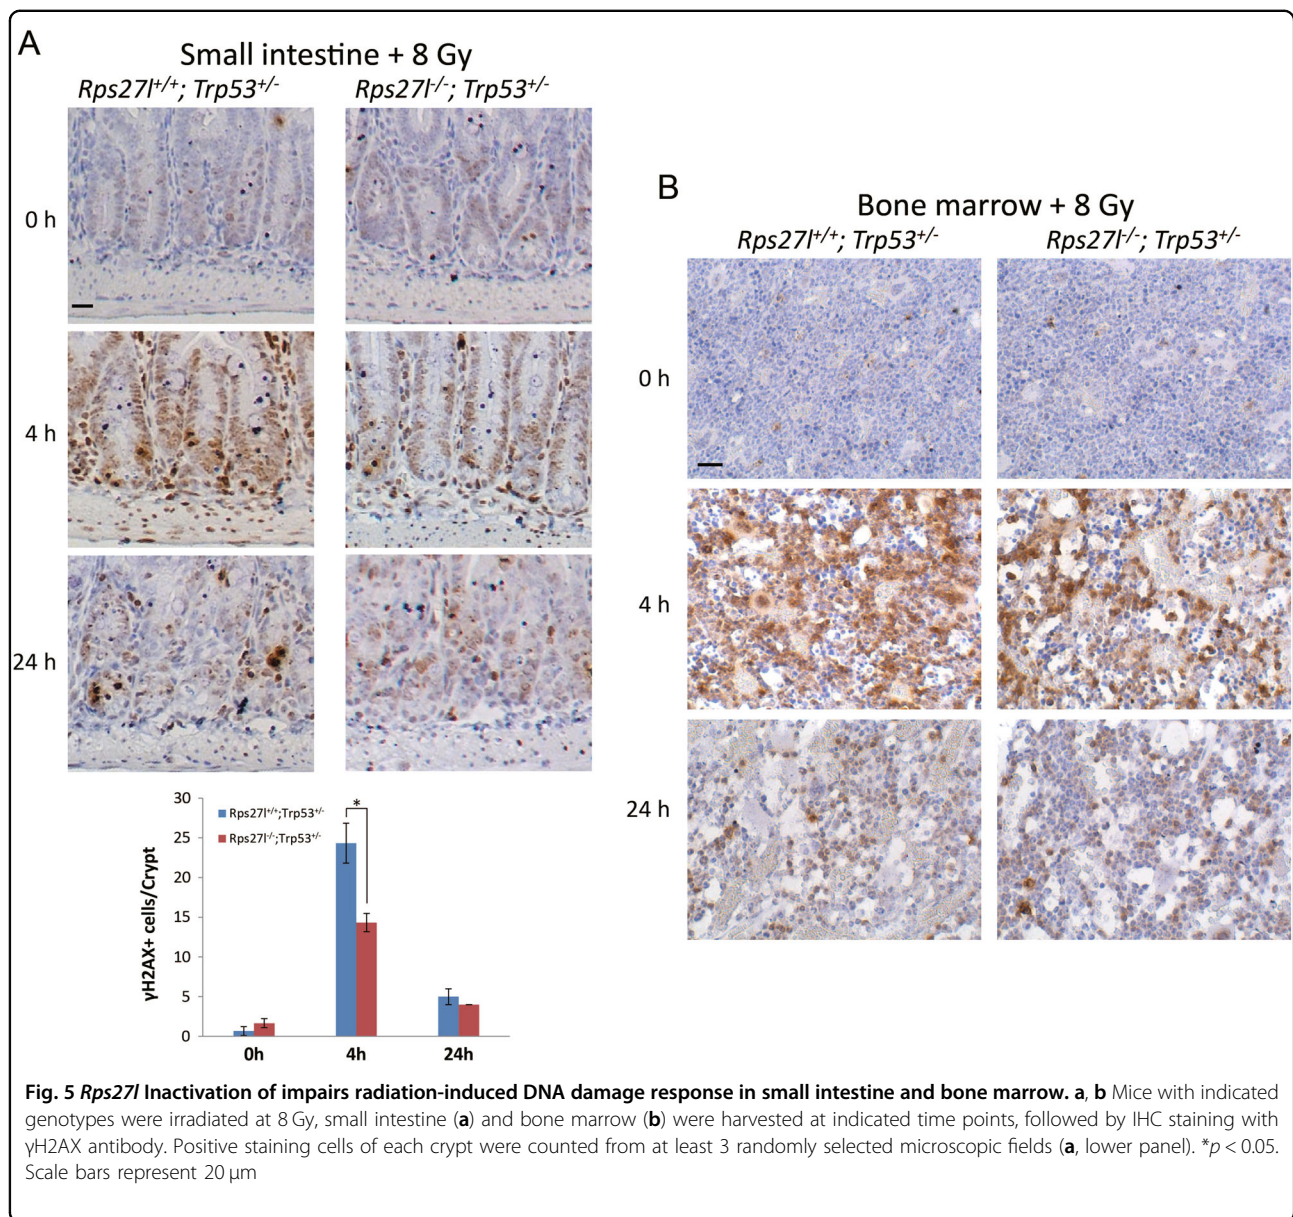 A
Small intestine + 8 Gy
Rps27l+/+; Trp53+/-
Rps27l-/-; Trp53+/-
0 h
4 h
24 h
30
25
20
15
10
5
0
γH2AX+ cells/Crypt
Rps27l+/+;Trp53+/-
Rps27l-/-;Trp53+/-
*
0h
4h
24h
B
Bone marrow + 8 Gy
Rps27l+/+; Trp53+/-
Rps27l-/-; Trp53+/-
0 h
4 h
24 h
Fig. 5 Rps27l Inactivation of impairs radiation-induced DNA damage response in small intestine and bone marrow. a, b Mice with indicated
genotypes were irradiated at 8 Gy, small intestine (a) and bone marrow (b) were harvested at indicated time points, followed by IHC staining with
γH2AX antibody. Positive staining cells of each crypt were counted from at least 3 randomly selected microscopic fields (a, lower panel). *p < 0.05.
Scale bars represent 20 μm